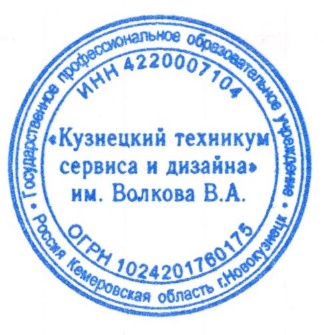 Государственное профессиональное образовательное учреждение
• Россия Кемеровская область г.Новокузнецк •
ИНН 4220007104
«Кузнецкий техникум
сервиса и дизайна»
им. Волкова В.А.
ОГРН 1024201760175